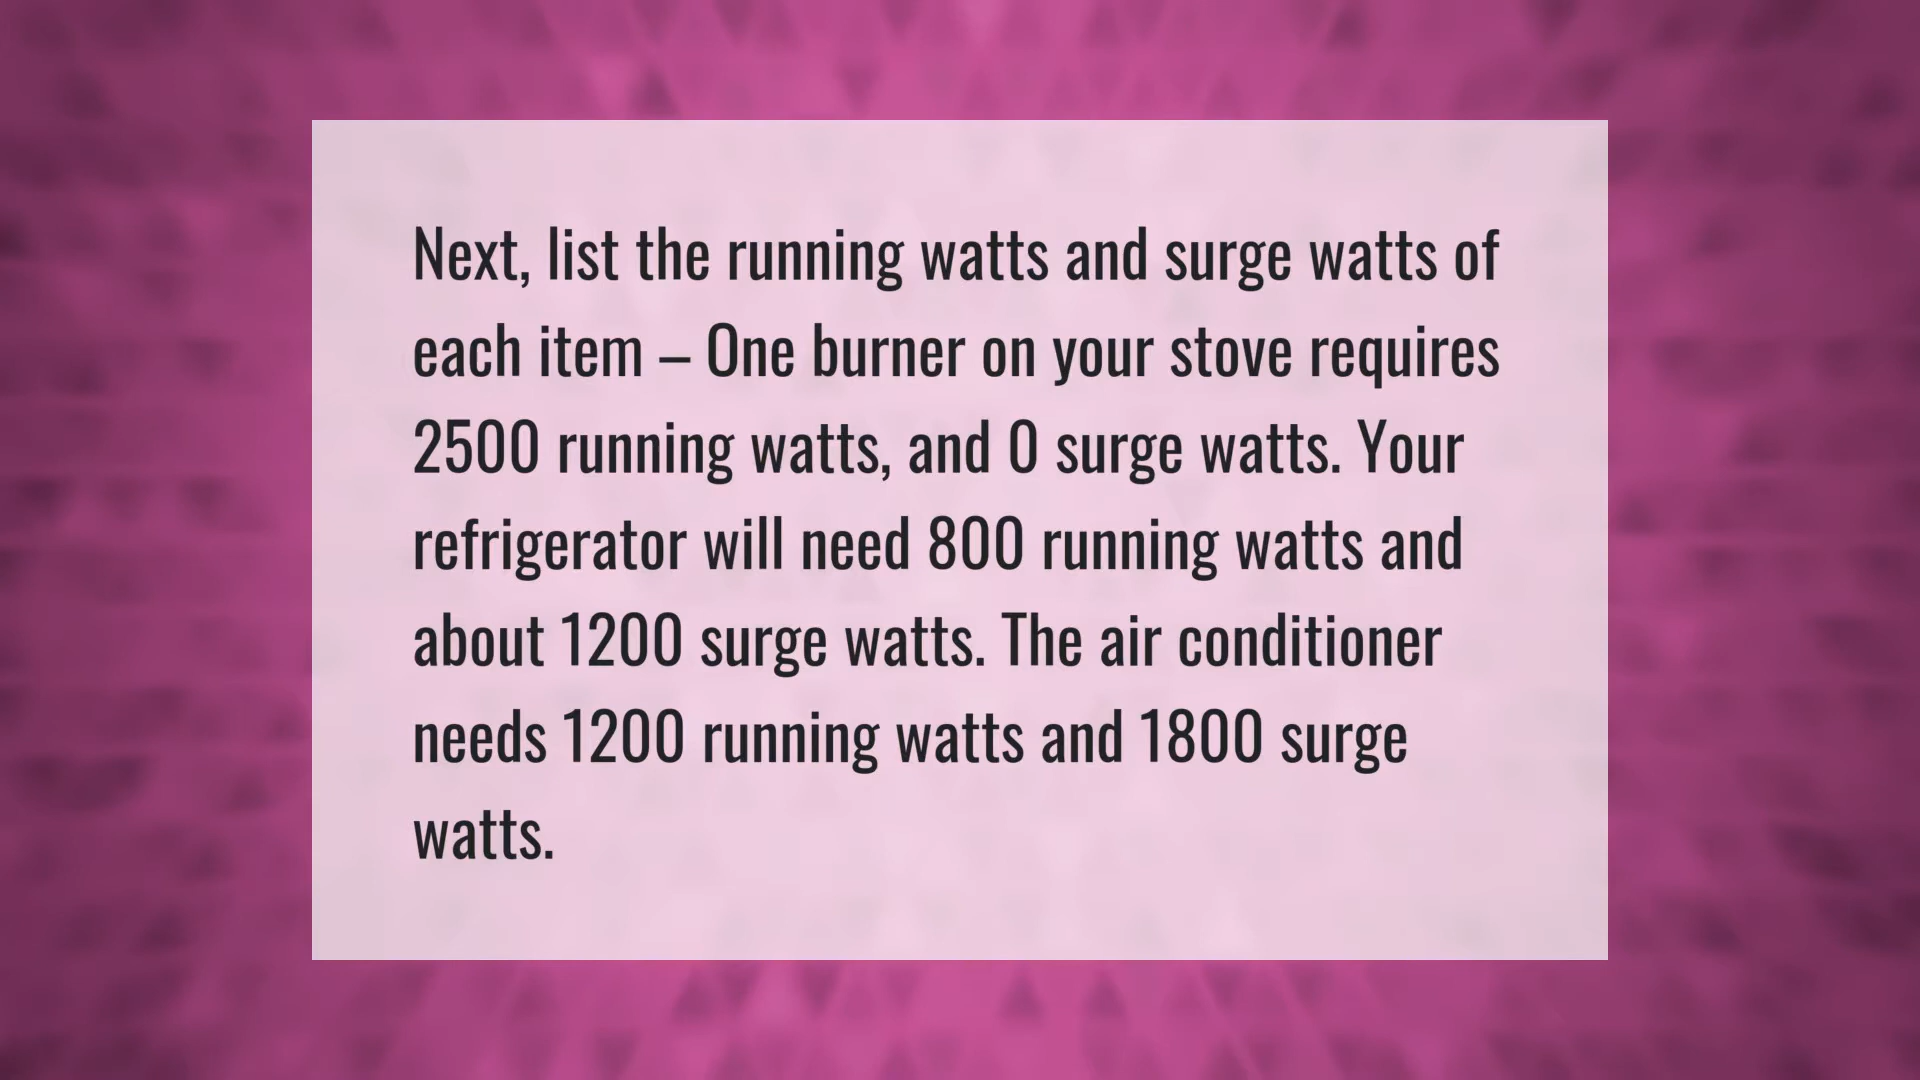 Next, list the running watts and surge watts of
each item – One burner on your stove requires
2500 running watts, and 0 surge watts. Your
refrigerator will need 800 running watts and
about 1200 surge watts. The air conditioner
needs 1200 running watts and 1800 surge
watts.